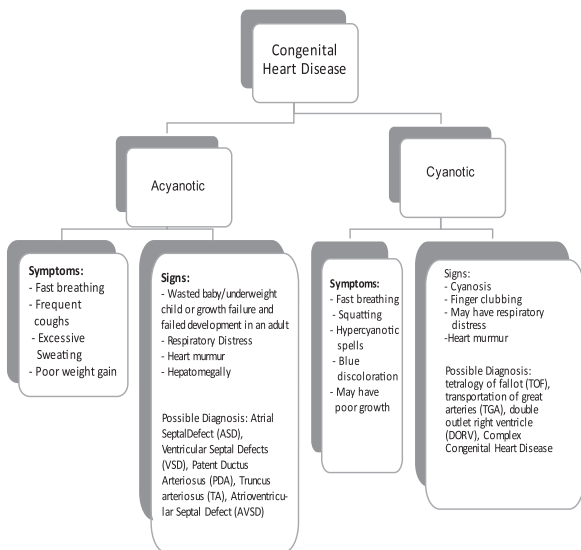 Congenital
Heart Disease
Acyanotic
Cyanotic
Symptoms:
- Fast breathing
- Frequent
coughs
- Excessive
Sweating
- Poor weight gain
Signs:
- Wasted baby/underweight
child or growth failure and
failed development in an adult
- Respiratory Distress
- Heart murmur
- Hepatomegally
Possible Diagnosis: Atrial
SeptalDefect (ASD),
Ventricular Septal Defects
(VSD), Patent Ductus
Arteriosus (PDA), Truncus
arteriosus (TA), Atrioventricu-
lar Septal Defect (AVSD)
Symptoms:
- Fast breathing
- Squatting
- Hypercyanotic
spells
- Blue
discoloration
- May have
poor growth
Signs:
- Cyanosis
- Finger clubbing
- May have respiratory
distress
-Heart murmur
Possible Diagnosis:
tetralogy of fallot (TOF),
transportation of great
arteries (TGA), double
outlet right ventricle
(DORV), Complex
Congenital Heart Disease